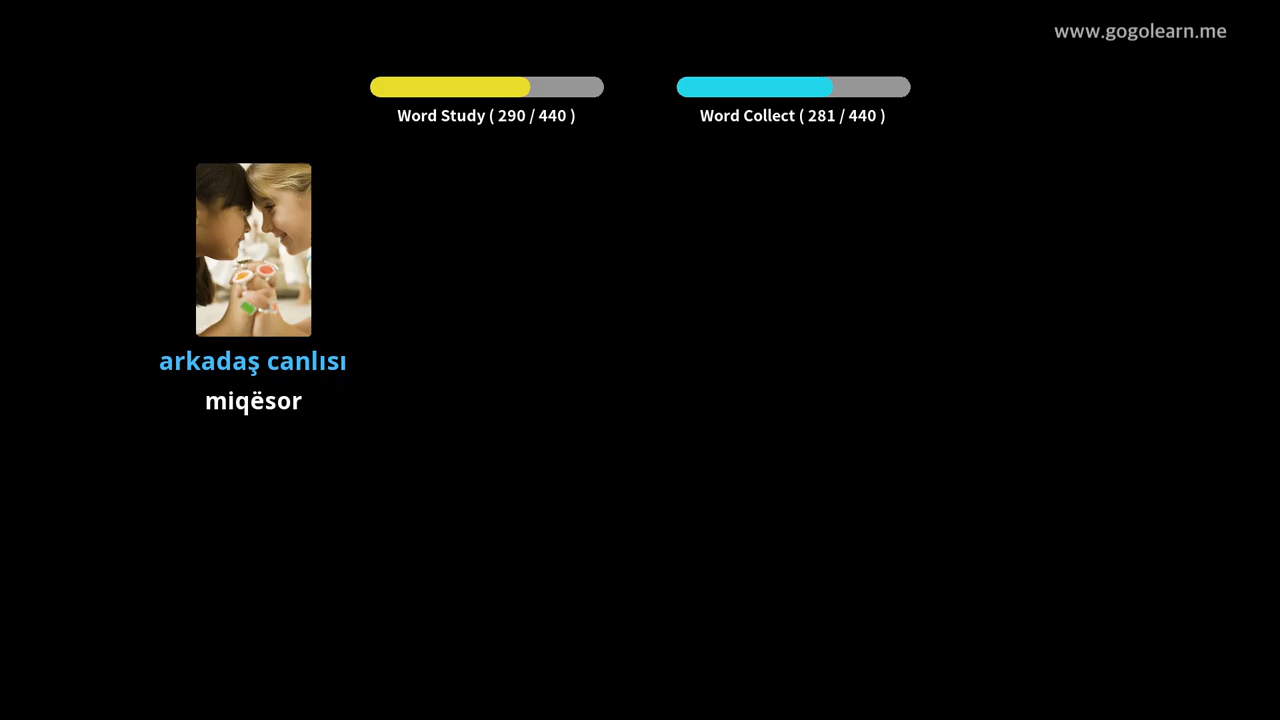 www.gogolearn.me
Word Study ( 290 / 440 )
Word Collect ( 281 / 440 )
arkadaş canlısı
miqësor